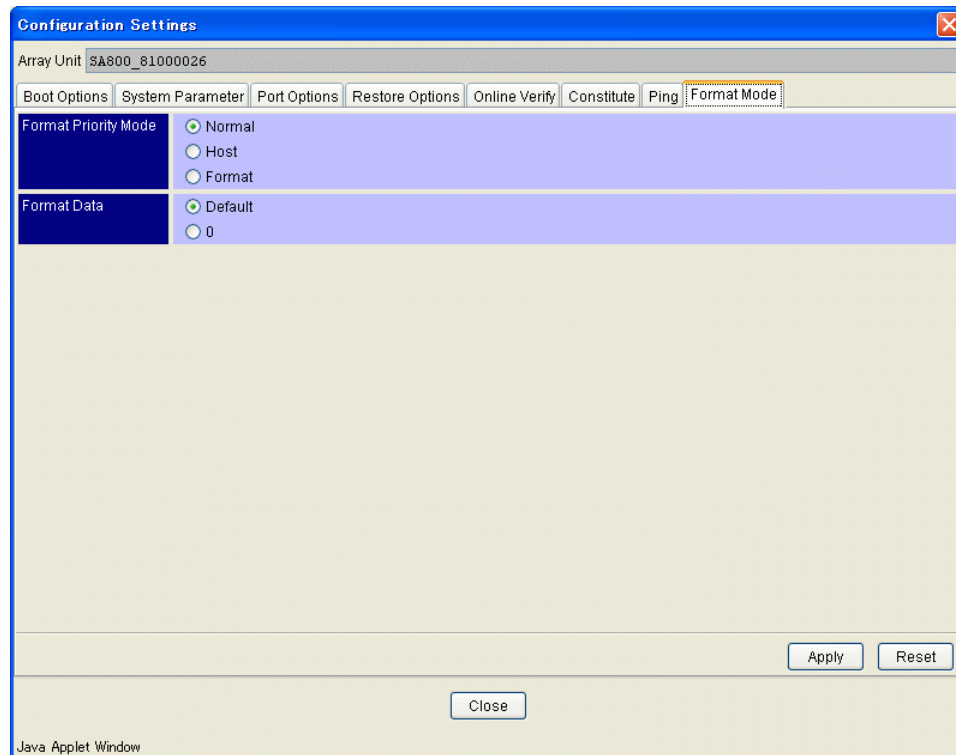 Configuration Settings
Array Unit SA800_81000026
Boot Options System Parameter Port Options Restore Options Online Verify Constitute Ping Format Mode
Format Priority Mode Normal
Host
Format
Format Data Default
0
Apply Reset
Close
Java Applet Window